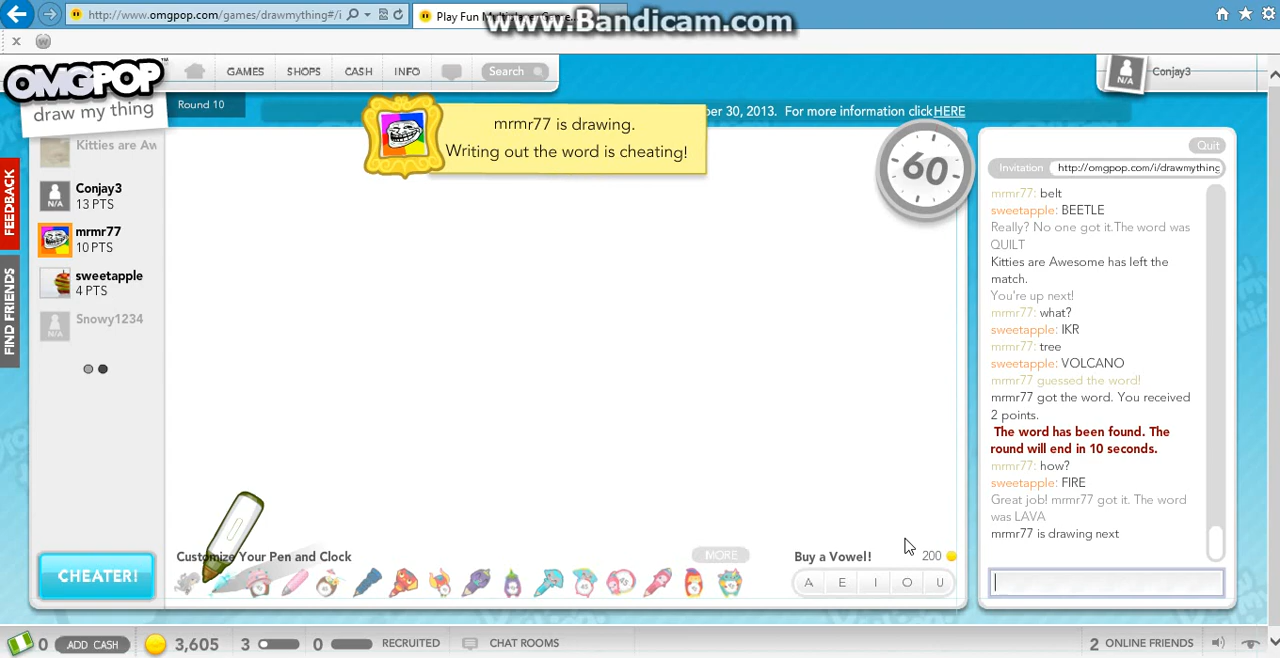 http://www.omgpop.com/games/drawmything#/i
Play Fun Multiplayer Game...
www.Bandicam.com
OMGPOP
draw my thing
GAMES
SHOPS
CASH
INFO
Search
N/A
Conjay3
Round 10
ber 30, 2013. For more information click HERE
mrmr77 is drawing.
Writing out the word is cheating!
60
FEEDBACK
FIND FRIENDS
Kitties are Aw
N/A
Conjay3
13 PTS
mrmr77
10 PTS
sweetapple
4 PTS
N/A
Snowy1234
CHEATER!
Customize Your Pen and Clock
MORE
Buy a Vowel!
200
A E I O U
Quit
Invitation
http://omgpop.com/i/drawmything
mrmr77: belt
sweetapple: BEETLE
Really? No one got it.The word was
QUILT
Kitties are Awesome has left the
match.
You're up next!
mrmr77: what?
sweetapple: IKR
mrmr77: tree
sweetapple: VOLCANO
mrmr77 guessed the word!
mrmr77 got the word. You received
2 points.
The word has been found. The
round will end in 10 seconds.
mrmr77: how?
sweetapple: FIRE
Great job! mrmr77 got it. The word
was LAVA
mrmr77 is drawing next
0
ADD CASH
3,605
3
0
RECRUITED
CHAT ROOMS
2 ONLINE FRIENDS